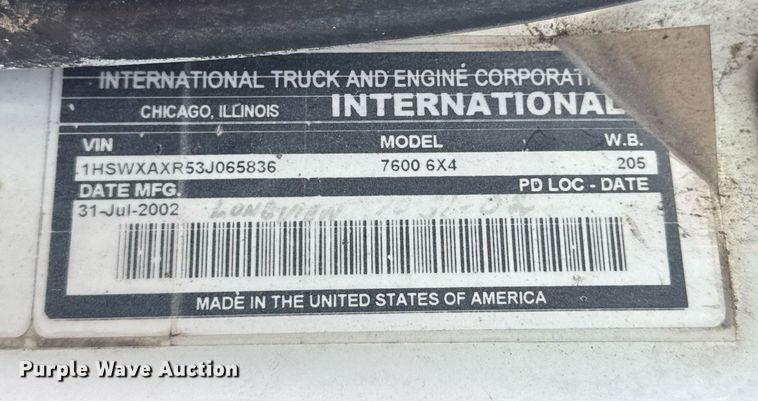 INTERNATIONAL TRUCK AND ENGINE
CHICAGO, ILLINOIS INTERNATIONAL
VIN MODEL W.B.
1HSWXAXR53J065836 7600 6X4 205
DATE MFG. PD LOC - DATE
31-Jul-2002 LONGVIEW
MADE IN THE UNITED STATES OF AMERICA
Purple Wave Auction